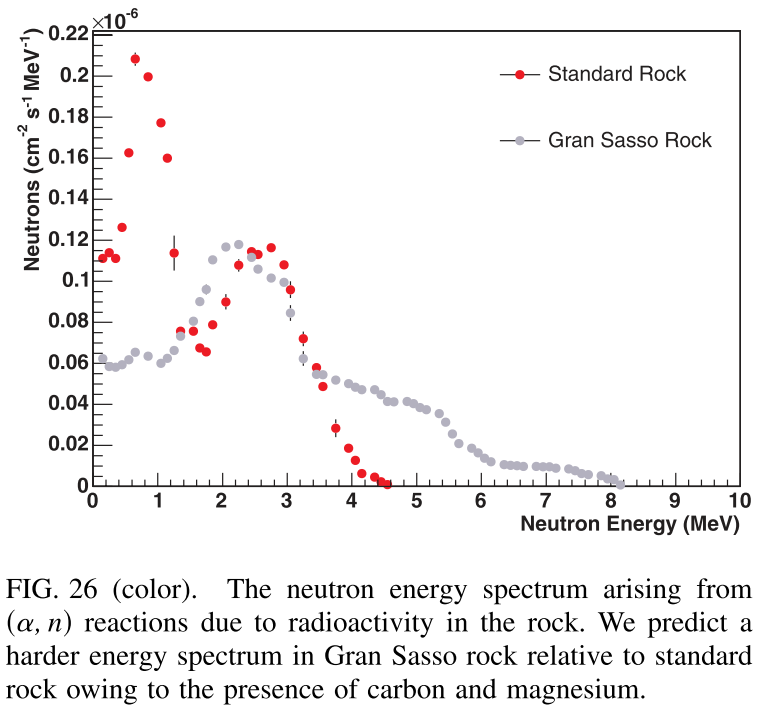 ×10-6
0.22
0.2
0.18
0.16
0.14
0.12
0.1
0.08
0.06
0.04
0.02
0
Neutrons (cm-2 s-1 MeV-1)
Standard Rock
Gran Sasso Rock
0 1 2 3 4 5 6 7 8 9 10
Neutron Energy (MeV)
FIG. 26 (color). The neutron energy spectrum arising from
(α, n) reactions due to radioactivity in the rock. We predict a
harder energy spectrum in Gran Sasso rock relative to standard
rock owing to the presence of carbon and magnesium.